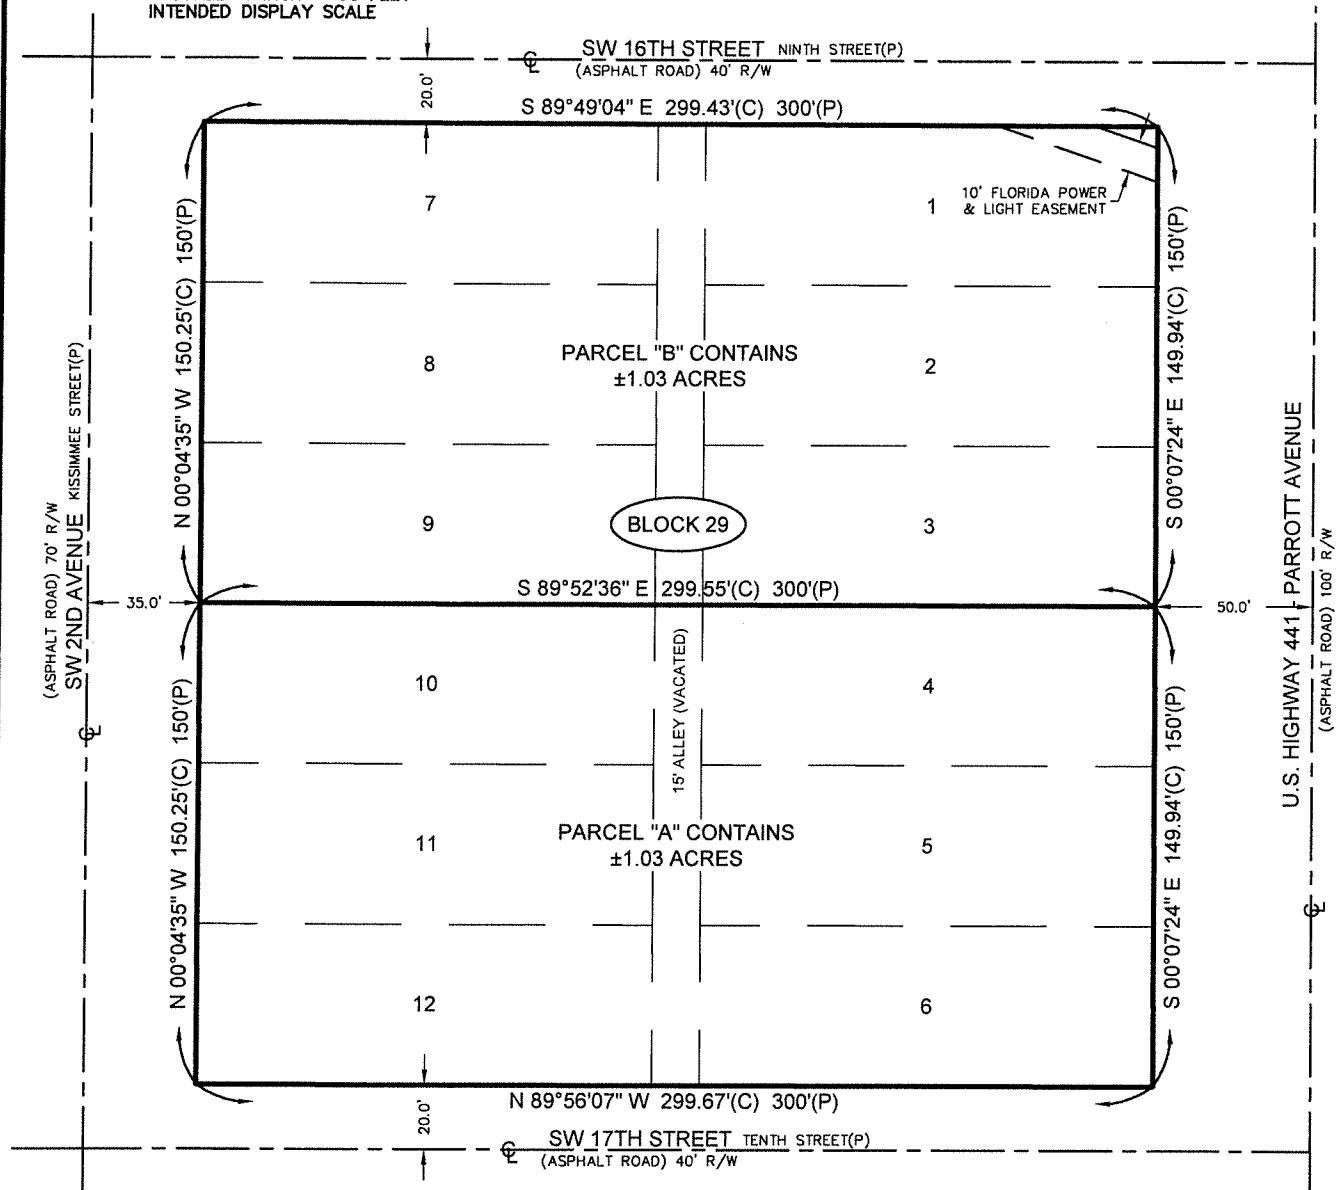 INTENDED DISPLAY SCALE
SW 16TH STREET NINTH STREET(P)
(ASPHALT ROAD) 40' R/W
20.0'
S 89°49'04" E 299.43'(C) 300'(P)
7
1
10' FLORIDA POWER
& LIGHT EASEMENT
N 00°04'35" W 150.25'(C) 150'(P)
S 00°07'24" E 149.94'(C) 150'(P)
8
PARCEL "B" CONTAINS
±1.03 ACRES
2
9
BLOCK 29
3
S 89°52'36" E 299.55'(C) 300'(P)
35.0'
50.0'
(ASPHALT ROAD) 70' R/W
SW 2ND AVENUE KISSIMMEE STREET(P)
U.S. HIGHWAY 441 - PARROTT AVENUE
(ASPHALT ROAD) 100' R/W
10
15' ALLEY (VACATED)
4
N 00°04'35" W 150.25'(C) 150'(P)
S 00°07'24" E 149.94'(C) 150'(P)
11
PARCEL "A" CONTAINS
±1.03 ACRES
5
12
6
N 89°56'07" W 299.67'(C) 300'(P)
20.0'
SW 17TH STREET TENTH STREET(P)
(ASPHALT ROAD) 40' R/W